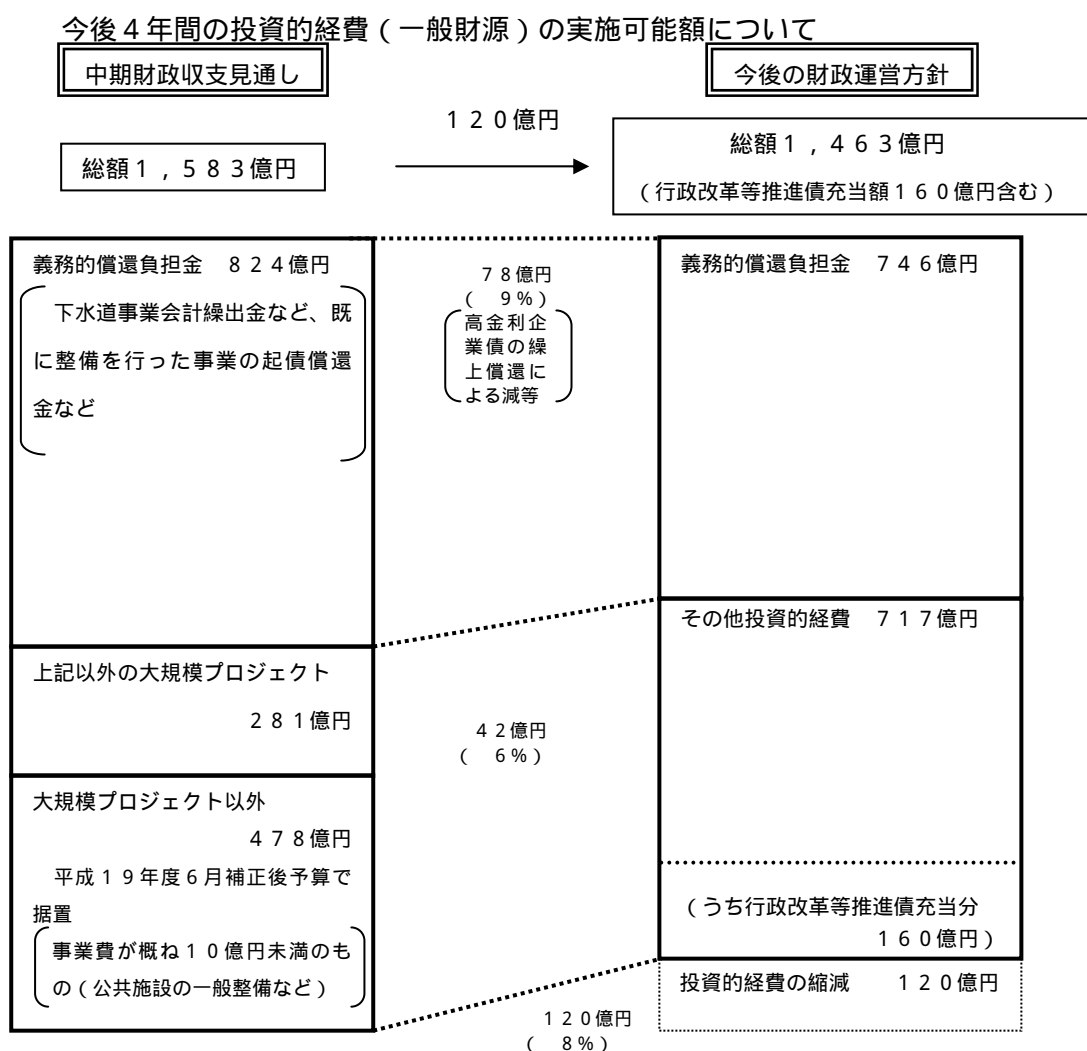 今後4年間の投資的経費(一般財源)の実施可能額について
中期財政収支見通し
今後の財政運営方針
120億円
総額1,583億円
総額1,463億円
(行政改革等推進債充当額160億円含む)
義務的償還負担金 824億円
下水道事業会計繰出金など、既
に整備を行った事業の起債償還
金など
78億円
( 9%)
高金利企
業債の繰
上償還に
よる減等
義務的償還負担金 746億円
その他投資的経費 717億円
上記以外の大規模プロジェクト
281億円
42億円
( 6%)
大規模プロジェクト以外
478億円
平成19年度6月補正後予算で
据置
事業費が概ね10億円未満のも
の(公共施設の一般整備など)
(うち行政改革等推進債充当分
160億円)
投資的経費の縮減 120億円
120億円
( 8%)